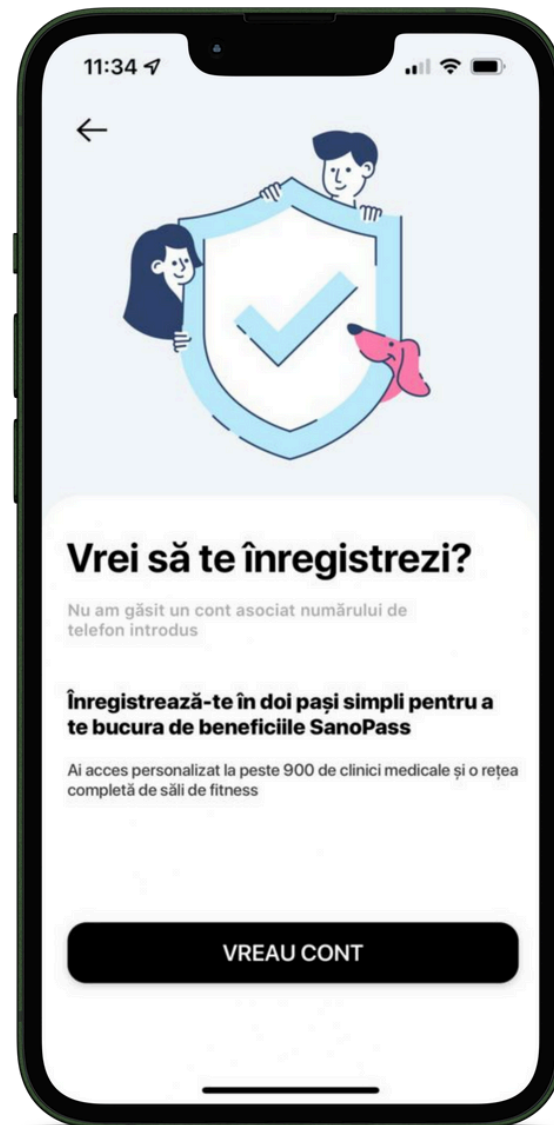 11:34
Vrei să te înregistrezi?
Nu am găsit un cont asociat numărului de
telefon introdus
Înregistrează-te în doi pași simpli pentru a
te bucura de beneficiile SanoPass
Ai acces personalizat la peste 900 de clinici medicale și o rețea
completă de săli de fitness
VREAU CONT